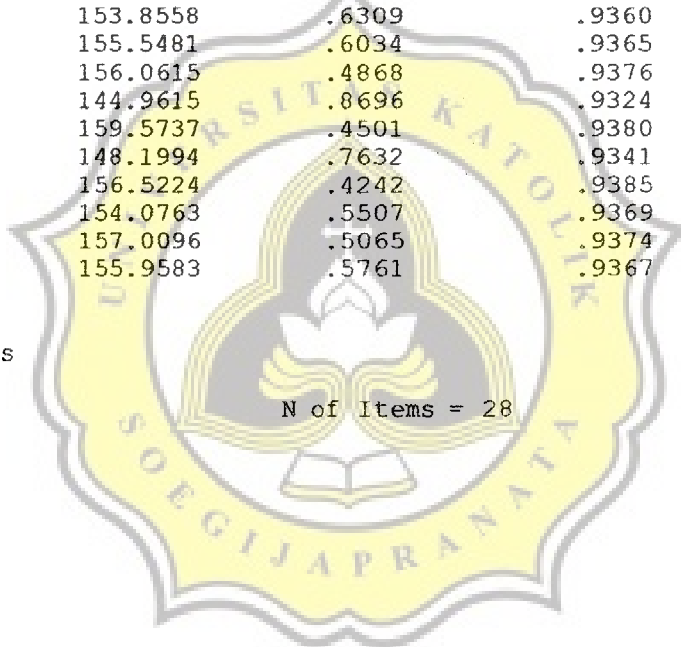 153.8558 .6309 .9360
155.5481 .6034 .9365
156.0615 .4868 .9376
144.9615 .8696 .9324
159.5737 .4501 .9380
148.1994 .7632 .9341
156.5224 .4242 .9385
154.0763 .5507 .9369
157.0096 .5065 .9374
155.9583 .5761 .9367
s
N of Items = 28
UNIVERSITAS KATOLIK
SOEGIJAPRANATA